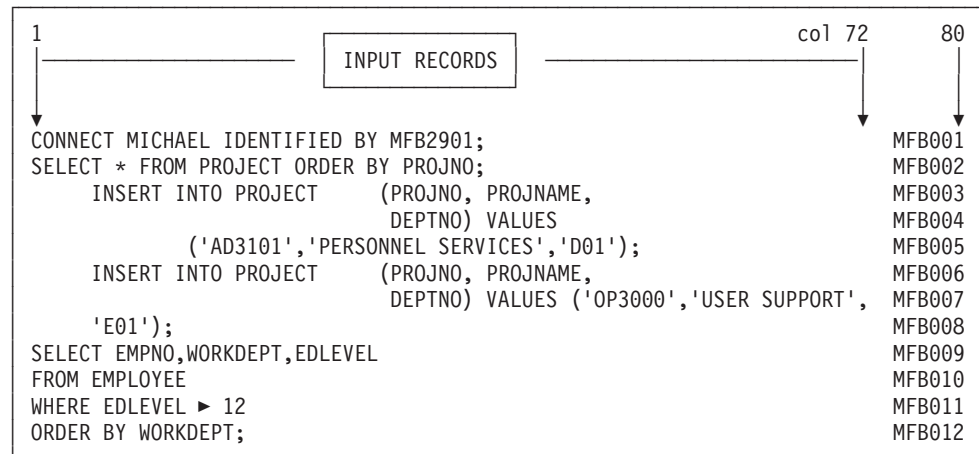 1 col 72 80
INPUT RECORDS
CONNECT MICHAEL IDENTIFIED BY MFB2901; MFB001
SELECT * FROM PROJECT ORDER BY PROJNO; MFB002
INSERT INTO PROJECT (PROJNO, PROJNAME, MFB003
DEPTNO) VALUES MFB004
('AD3101','PERSONNEL SERVICES','D01'); MFB005
INSERT INTO PROJECT (PROJNO, PROJNAME, MFB006
DEPTNO) VALUES ('OP3000','USER SUPPORT', MFB007
'E01'); MFB008
SELECT EMPNO,WORKDEPT,EDLEVEL MFB009
FROM EMPLOYEE MFB010
WHERE EDLEVEL ► 12 MFB011
ORDER BY WORKDEPT; MFB012